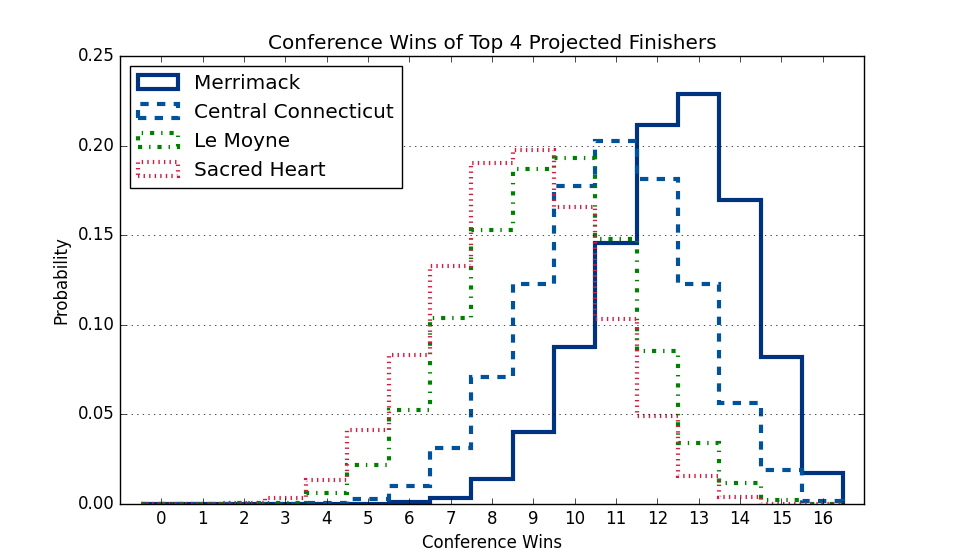 Conference Wins of Top 4 Projected Finishers
0.25
0.20
0.15
0.10
0.05
0.00
Probability
Merrimack
Central Connecticut
Le Moyne
Sacred Heart
0 1 2 3 4 5 6 7 8 9 10 11 12 13 14 15 16
Conference Wins